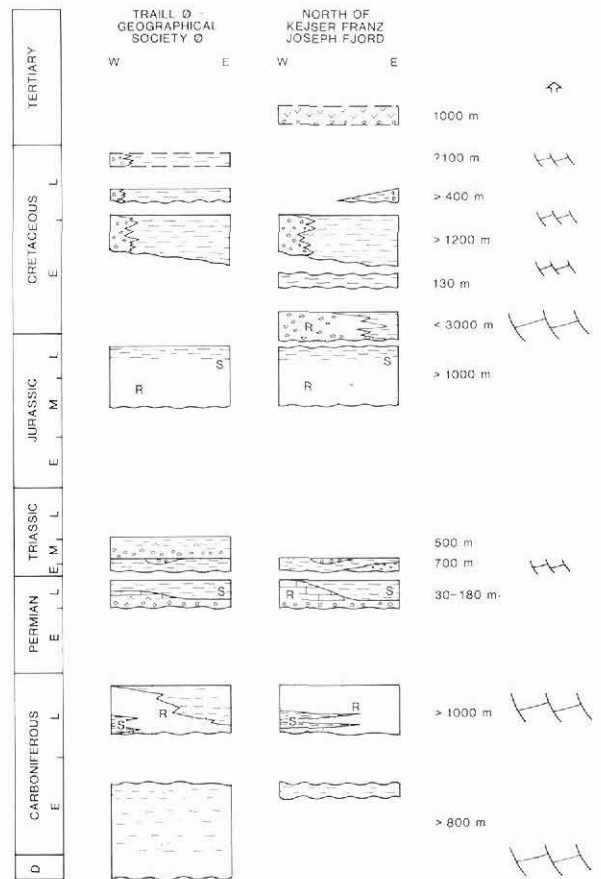 TRAILL Ø -
GEOGRAPHICAL
SOCIETY Ø
NORTH OF
KEJSER FRANZ
JOSEPH FJORD
W E
W E
TERTIARY
1000 m
CRETACEOUS
E L
?100 m
> 400 m
> 1200 m
130 m
R
< 3000 m
JURASSIC
E M L
S
R
S
R
> 1000 m
TRIASSIC
E M L
500 m
700 m
PERMIAN
E L
S
R S
30-180 m
CARBONIFEROUS
E L
R
S
R
S
> 1000 m
> 800 m
D